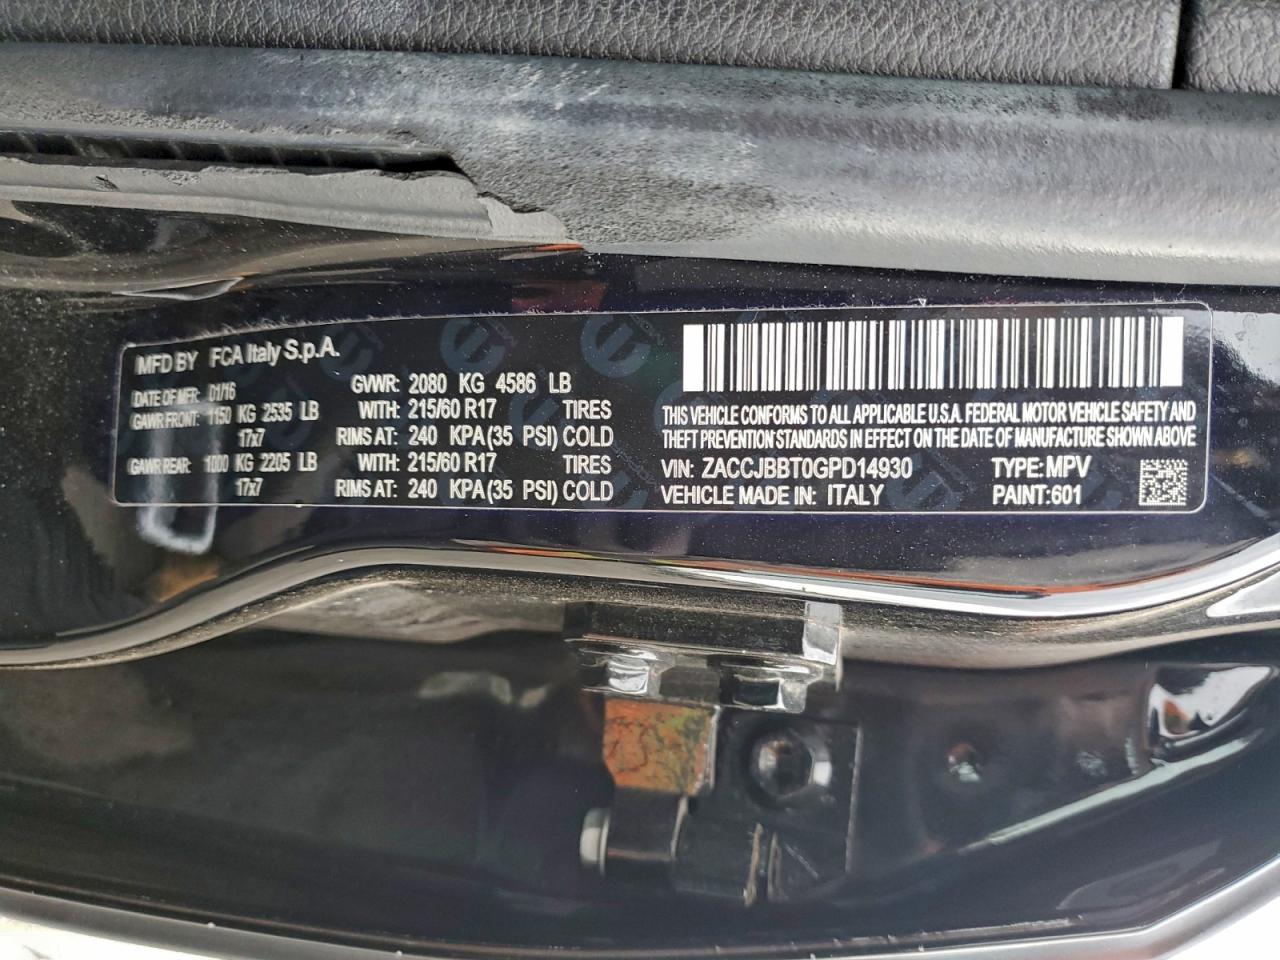 MFD BY FCA Italy S.p.A.
DATE OF MFR: 01/16 GVWR: 2080 KG 4586 LB
GAWR FRONT: 1150 KG 2535 LB WITH: 215/60 R17 TIRES
17x7 RIMS AT: 240 KPA(35 PSI) COLD
GAWR REAR: 1000 KG 2205 LB WITH: 215/60 R17 TIRES
17x7 RIMS AT: 240 KPA(35 PSI) COLD
THIS VEHICLE CONFORMS TO ALL APPLICABLE U.S.A. FEDERAL MOTOR VEHICLE SAFETY AND
THEFT PREVENTION STANDARDS IN EFFECT ON THE DATE OF MANUFACTURE SHOWN ABOVE
VIN: ZACCJBBT0GPD14930 TYPE: MPV
VEHICLE MADE IN: ITALY PAINT:601